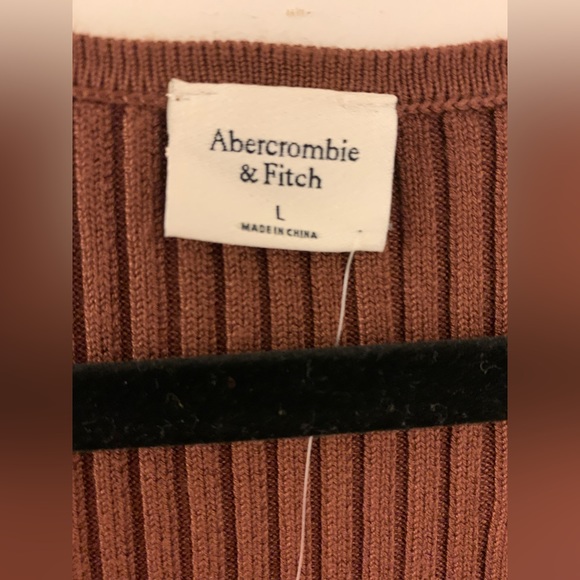 Abercrombie
& Fitch
L
MADE IN CHINA